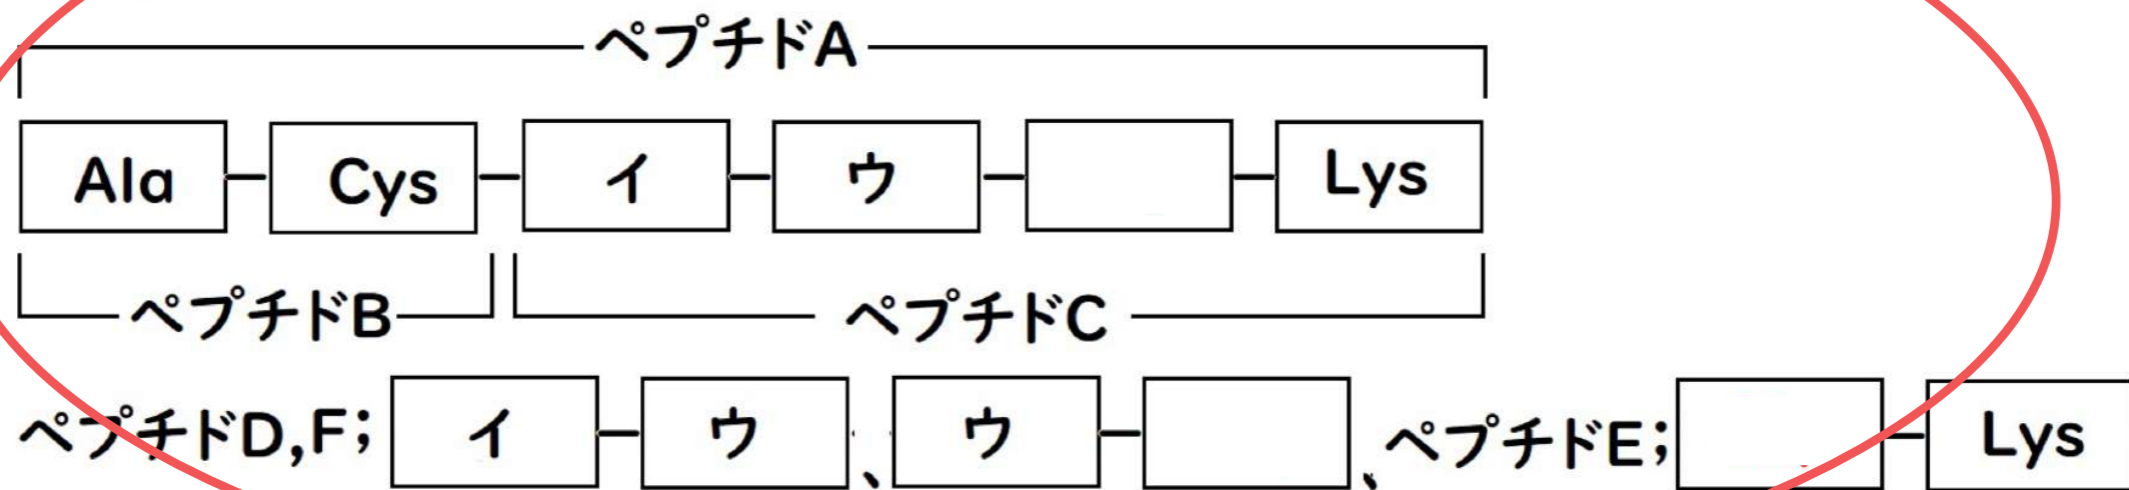 ペプチドA
Ala Cys イ ウ Lys
ペプチドB ペプチドC
ペプチドD,F; イ ウ 、 ウ 、 ペプチドE; Lys